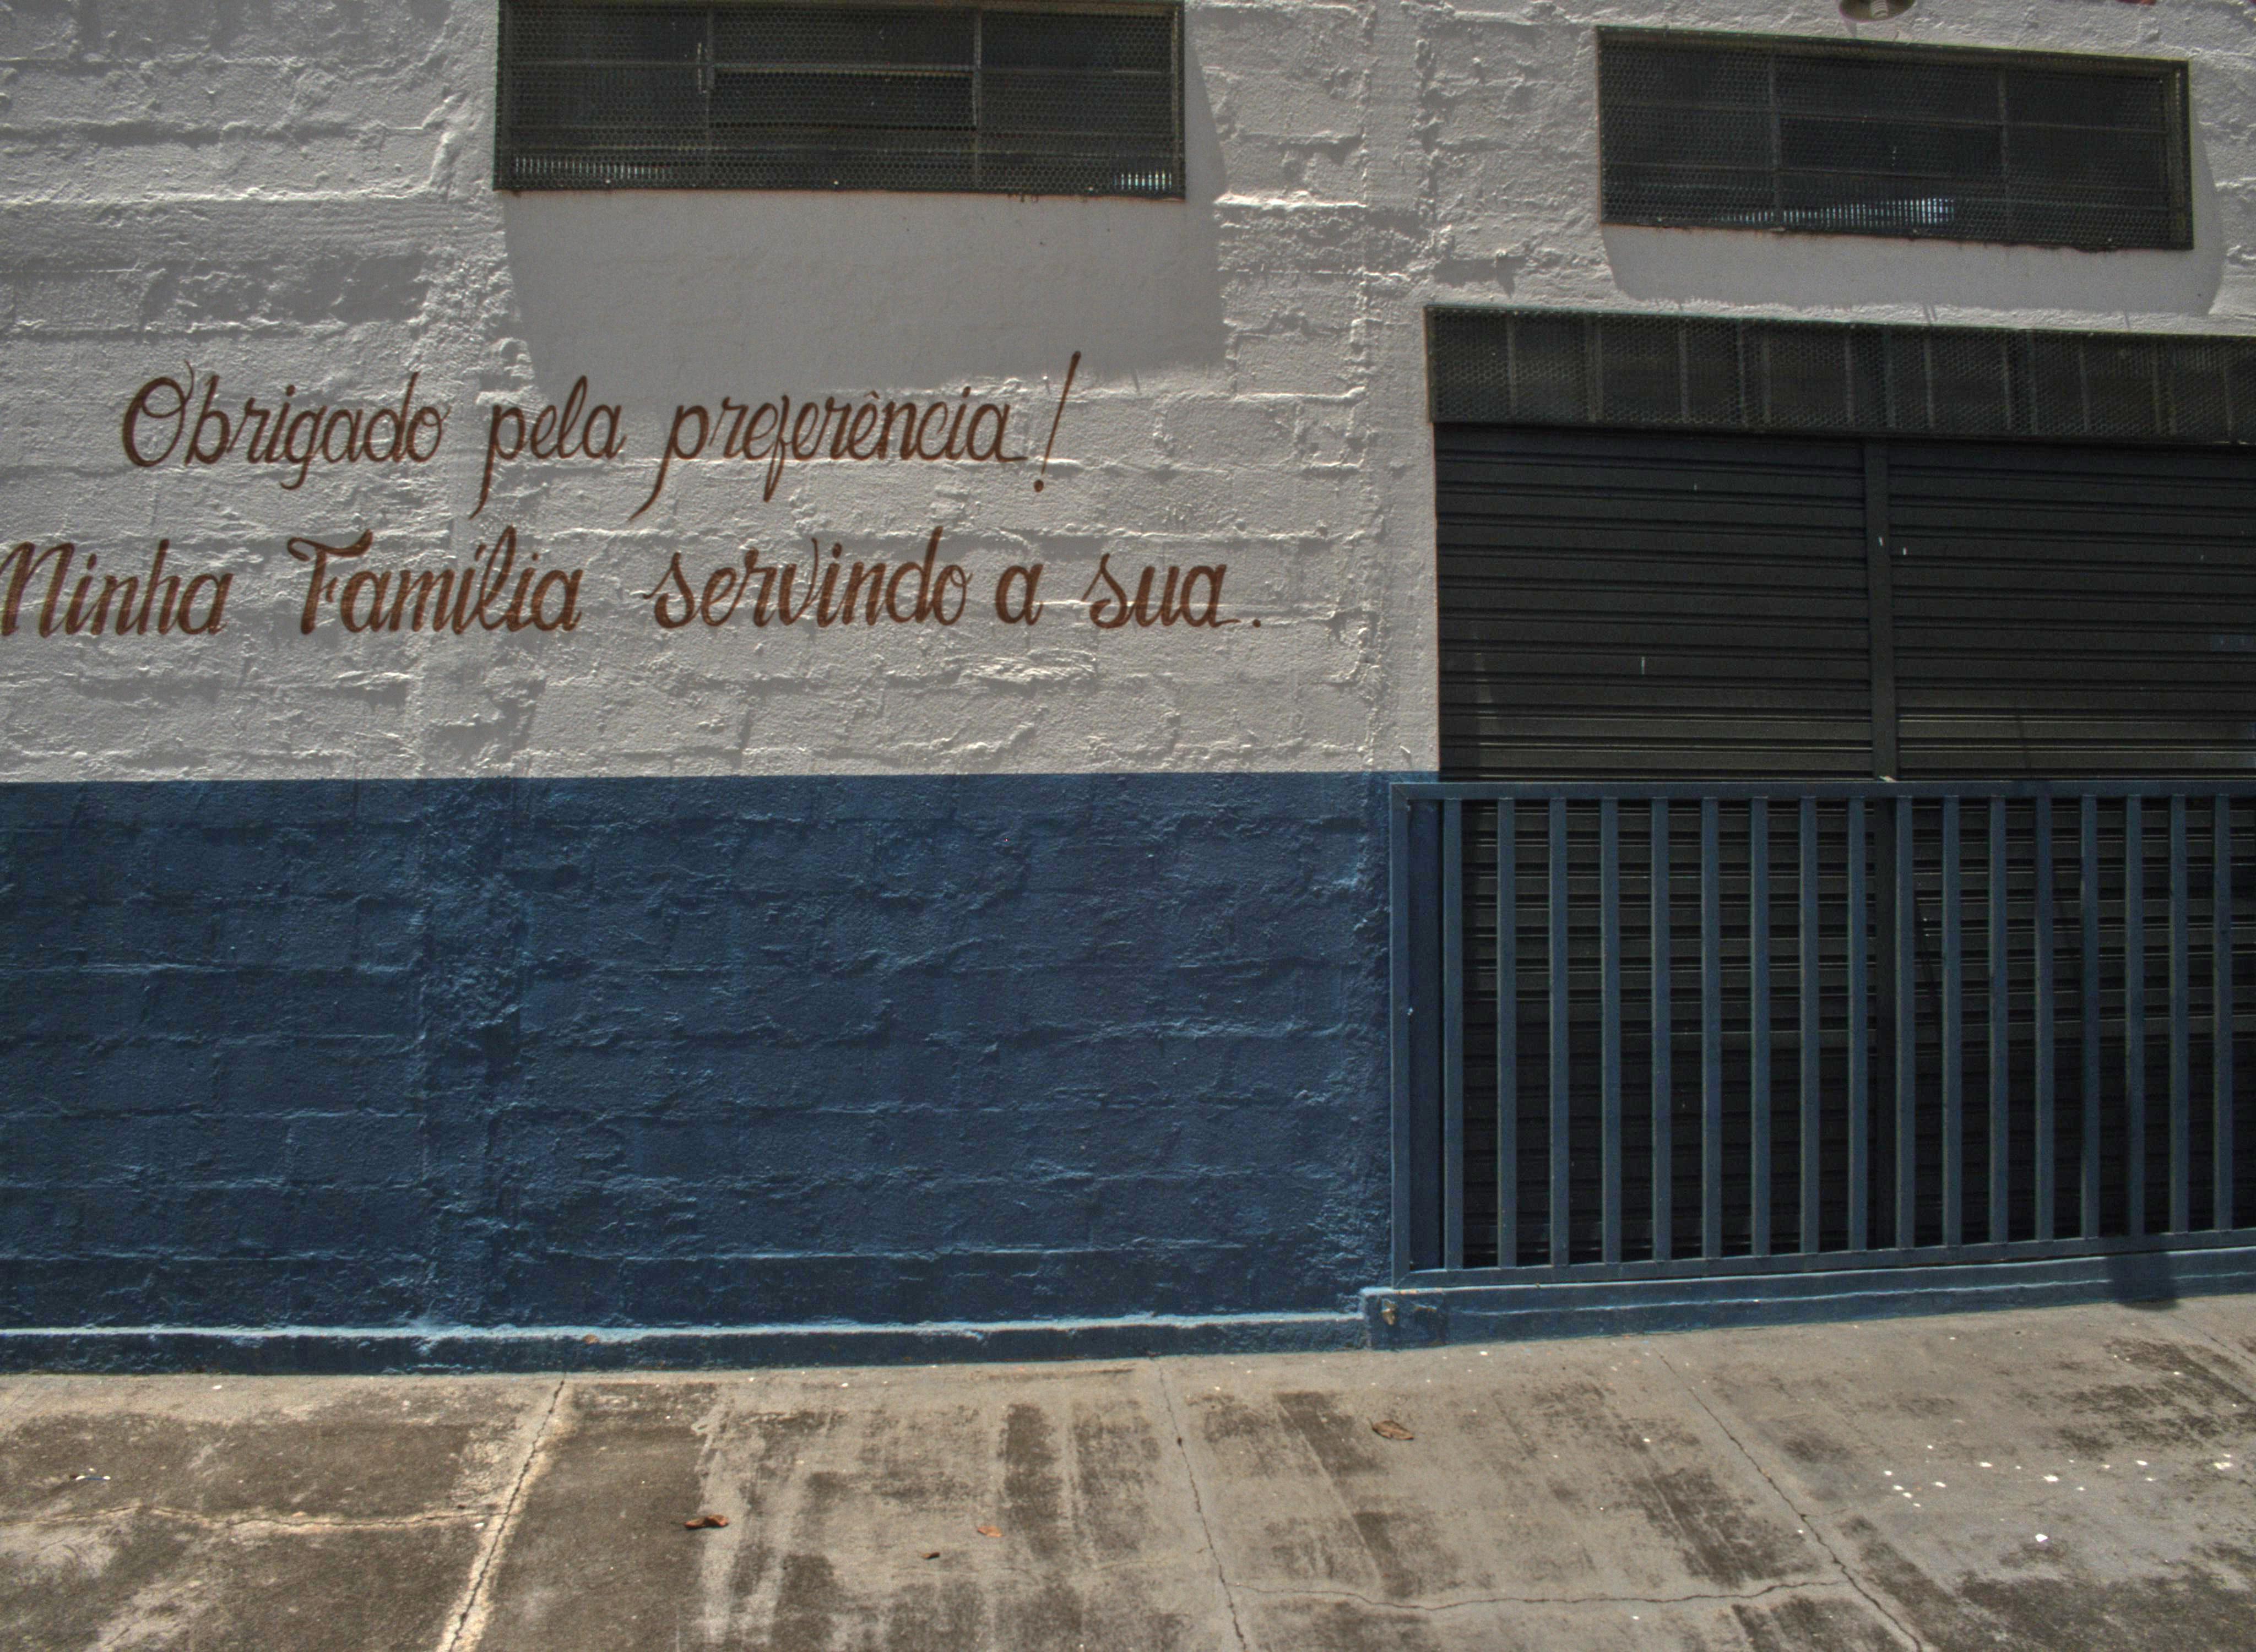 Obrigado pela preferência!
Minha Família servindo a sua.